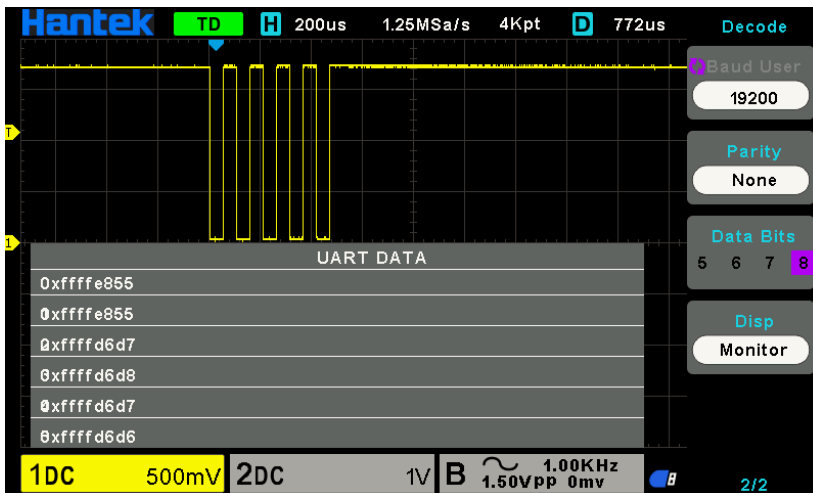 Hantek TD H 200us 1.25MSa/s 4Kpt D 772us Decode
Baud User
19200
T
Parity
None
1
Data Bits
5 6 7 8
UART DATA
0xffffe855
0xffffe855
0xffffd6d7
0xffffd6d8
0xffffd6d7
0xffffd6d6
Disp
Monitor
1DC 500mV 2DC 1V B 1.00KHz
1.50Vpp 0mv
2/2